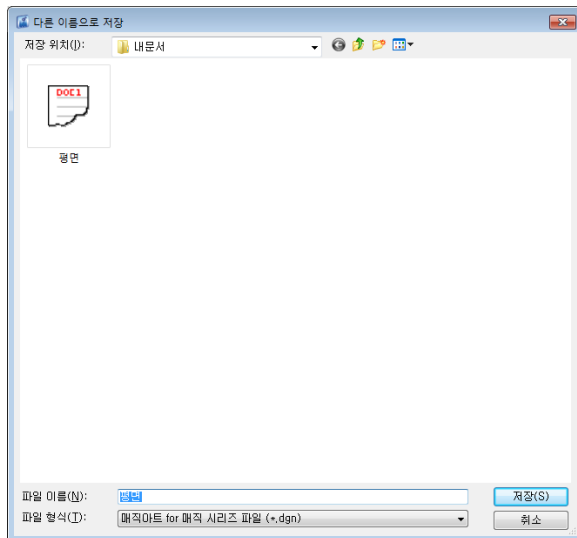 다른 이름으로 저장
저장 위치(I): 내문서
DOC1
평면
파일 이름(N): 평면 저장(S)
파일 형식(T): 매직아트 for 매직 시리즈 파일 (*.dgn) 취소